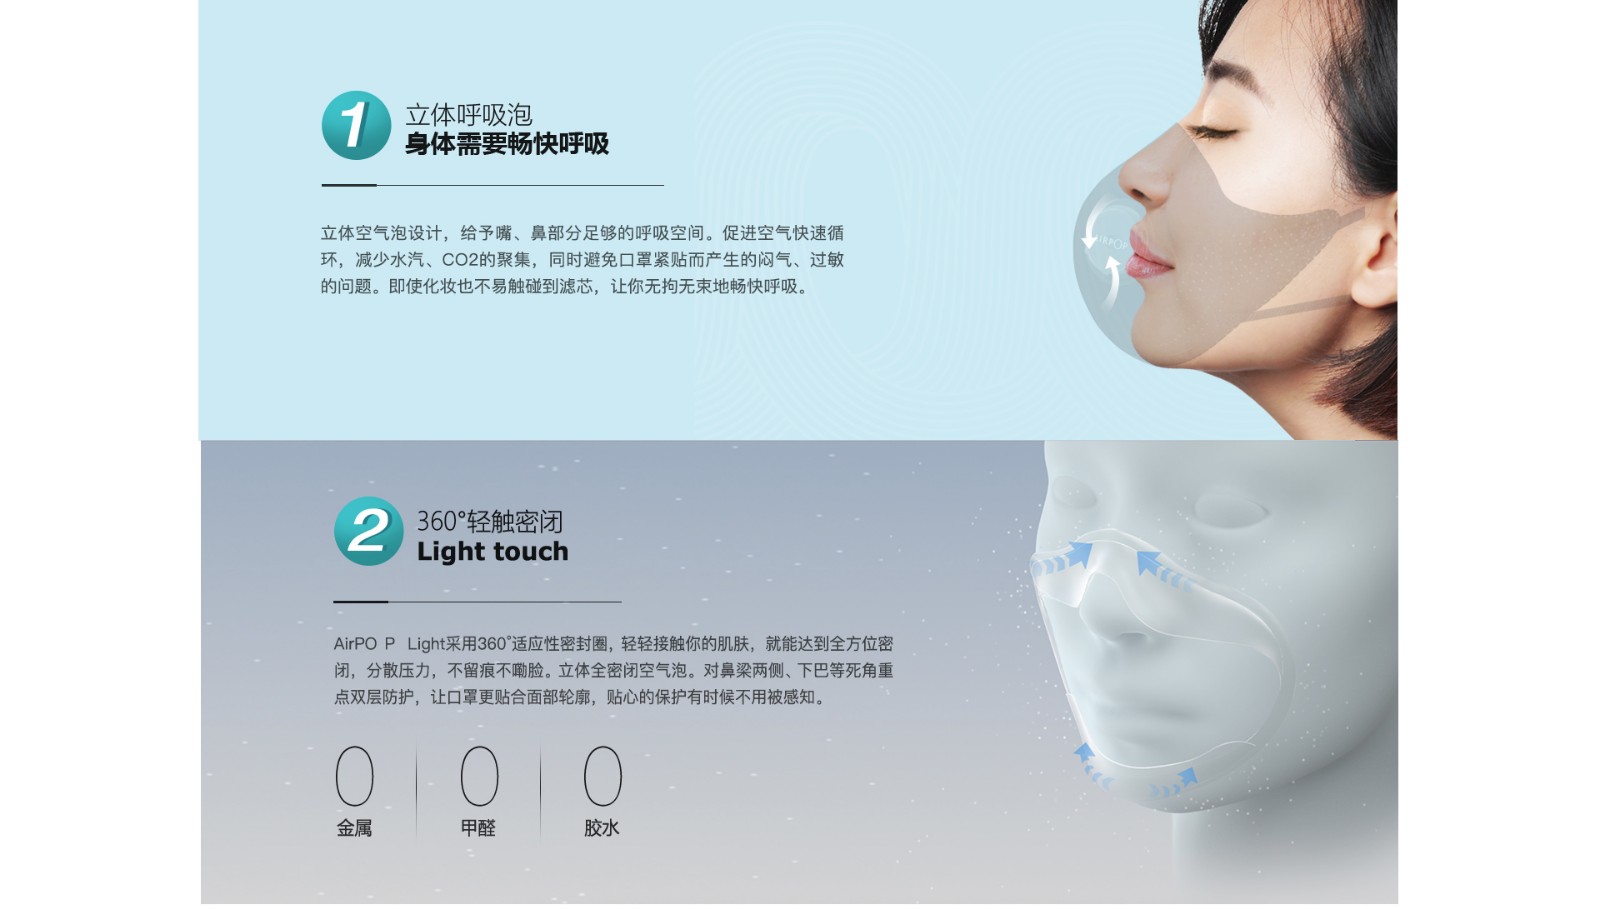 1
立体呼吸泡
身体需要畅快呼吸
立体空气泡设计，给予嘴、鼻部分足够的呼吸空间。促进空气快速循
环，减少水汽、CO2的聚集，同时避免口罩紧贴而产生的闷气、过敏
的问题。即使化妆也不易触碰到滤芯，让你无拘无束地畅快呼吸。
AIRPOP
2
360°轻触密闭
Light touch
AirPO P Light采用360°适应性密封圈，轻轻接触你的肌肤，就能达到全方位密
闭，分散压力，不留痕不嘞脸。立体全密闭空气泡。对鼻梁两侧、下巴等死角重
点双层防护，让口罩更贴合面部轮廓，贴心的保护有时候不用被感知。
0 0 0
金属 甲醛 胶水